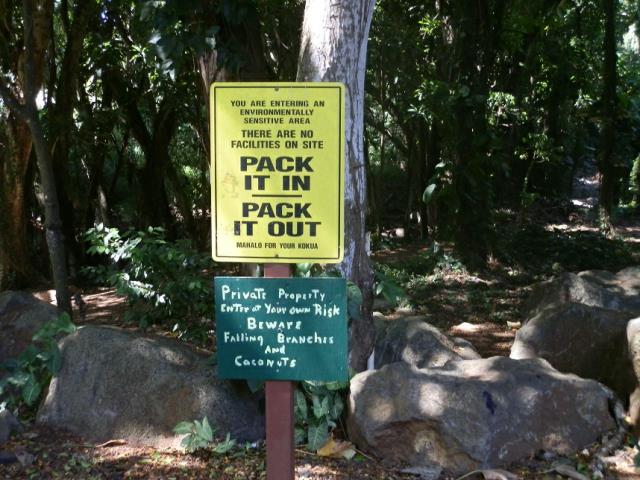 YOU ARE ENTERING AN
ENVIRONMENTALLY
SENSITIVE AREA
THERE ARE NO
FACILITIES ON SITE
PACK
IT IN
PACK
IT OUT
MAHALO FOR YOUR KOKUA
Private Property
Enter at Your own Risk
Beware
Falling Branches
And
Coconuts